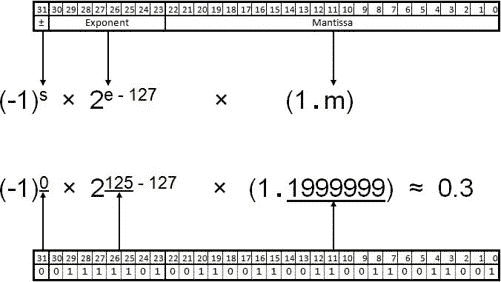 31 30 29 28 27 26 25 24 23 22 21 20 19 18 17 16 15 14 13 12 11 10 9 8 7 6 5 4 3 2 1 0
± Exponent Mantissa
(-1)s × 2e - 127 × (1.m)
(-1)0 × 2125 - 127 × (1.1999999) ≈ 0.3
31 30 29 28 27 26 25 24 23 22 21 20 19 18 17 16 15 14 13 12 11 10 9 8 7 6 5 4 3 2 1 0
0 0 1 1 1 1 1 0 1 0 0 1 1 0 0 1 1 0 0 1 1 0 0 1 1 0 0 1 1 0 0 1